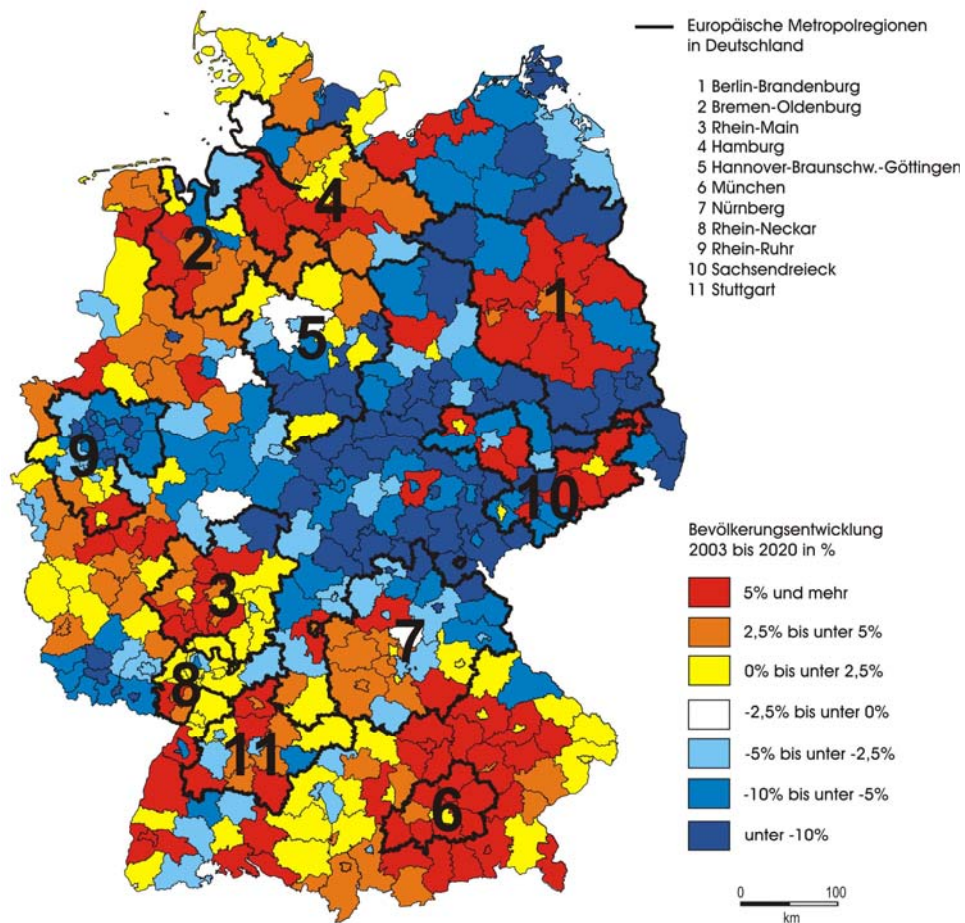 Europäische Metropolregionen
in Deutschland
1 Berlin-Brandenburg
2 Bremen-Oldenburg
3 Rhein-Main
4 Hamburg
5 Hannover-Braunschw.-Göttingen
6 München
7 Nürnberg
8 Rhein-Neckar
9 Rhein-Ruhr
10 Sachsendreieck
11 Stuttgart
4
2
1
5
9
10
3
7
8
11
6
Bevölkerungsentwicklung
2003 bis 2020 in %
5% und mehr
2,5% bis unter 5%
0% bis unter 2,5%
-2,5% bis unter 0%
-5% bis unter -2,5%
-10% bis unter -5%
unter -10%
0 100
km